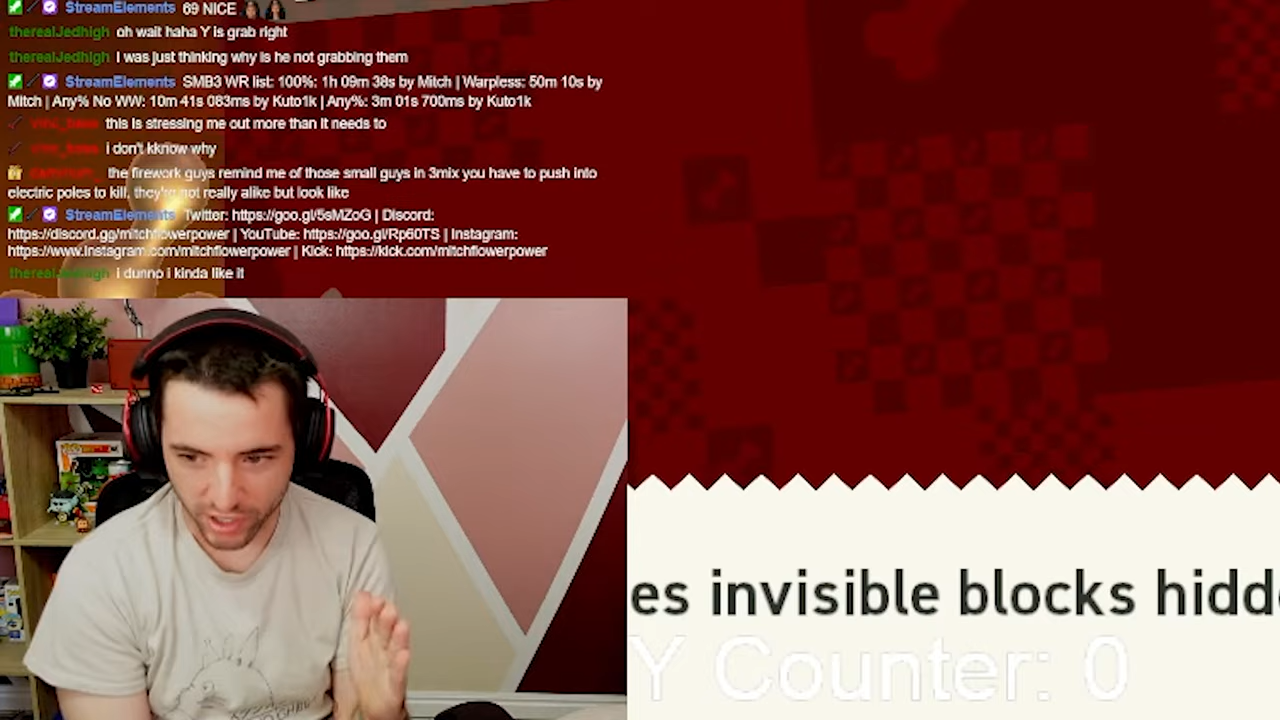 StreamElements 69 NICE
therealJedhigh oh wait haha Y is grab right
therealJedhigh I was just thinking why is he not grabbing them
StreamElements SMB3 WR list: 100%: 1h 09m 38s by Mitch | Warpless: 50m 10s by
Mitch | Any% No WW: 10m 41s 083ms by Kuto1k | Any%: 3m 01s 700ms by Kuto1k
this is stressing me out more than it needs to
i don't kknow why
the firework guys remind me of those small guys in 3mix you have to push into
electric poles to kill. they're not really alike but look like
StreamElements Twitter: https://goo.gl/5sMZoG | Discord:
https://discord.gg/mitchflowerpower | YouTube: https://goo.gl/Rp60TS | Instagram:
https://www.instagram.com/mitchflowerpower | Kick: https://kick.com/mitchflowerpower
therealJedhigh i dunno i kinda like it
es invisible blocks hidd
Y Counter: 0